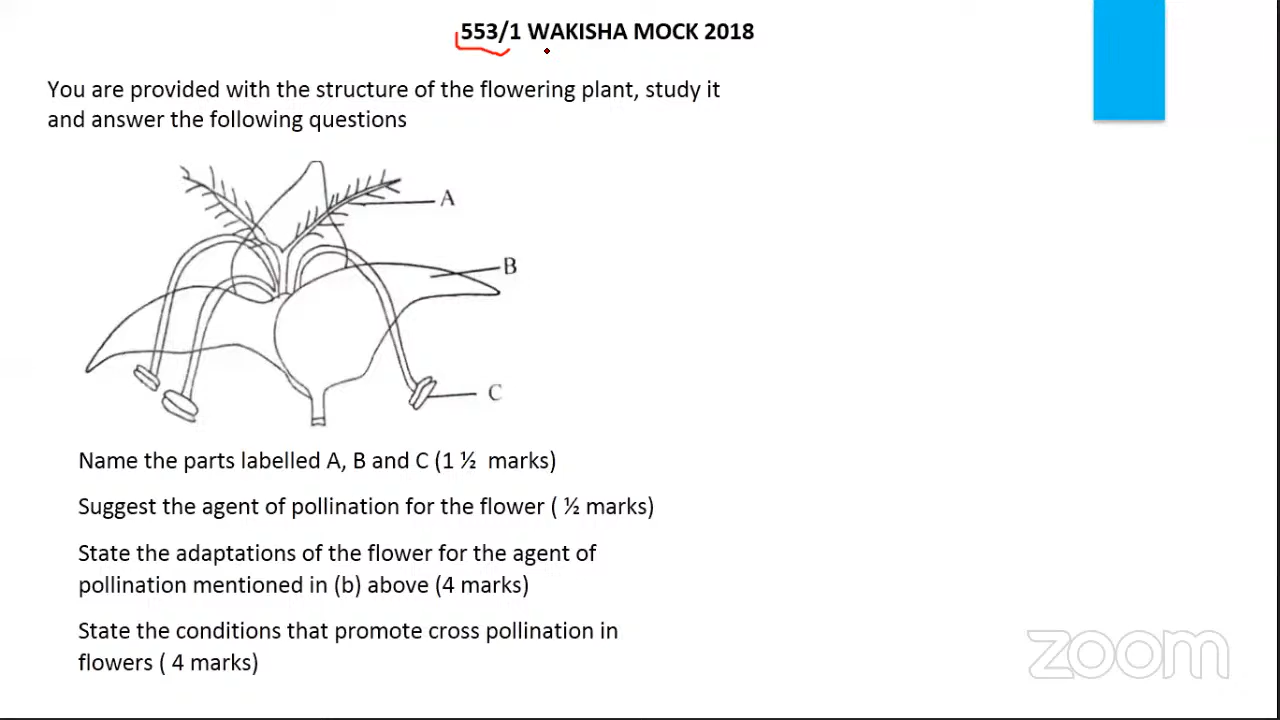 553/1 WAKISHA MOCK 2018
You are provided with the structure of the flowering plant, study it
and answer the following questions
A
B
C
Name the parts labelled A, B and C (1 ½ marks)
Suggest the agent of pollination for the flower ( ½ marks)
State the adaptations of the flower for the agent of
pollination mentioned in (b) above (4 marks)
State the conditions that promote cross pollination in
flowers ( 4 marks)
zoom